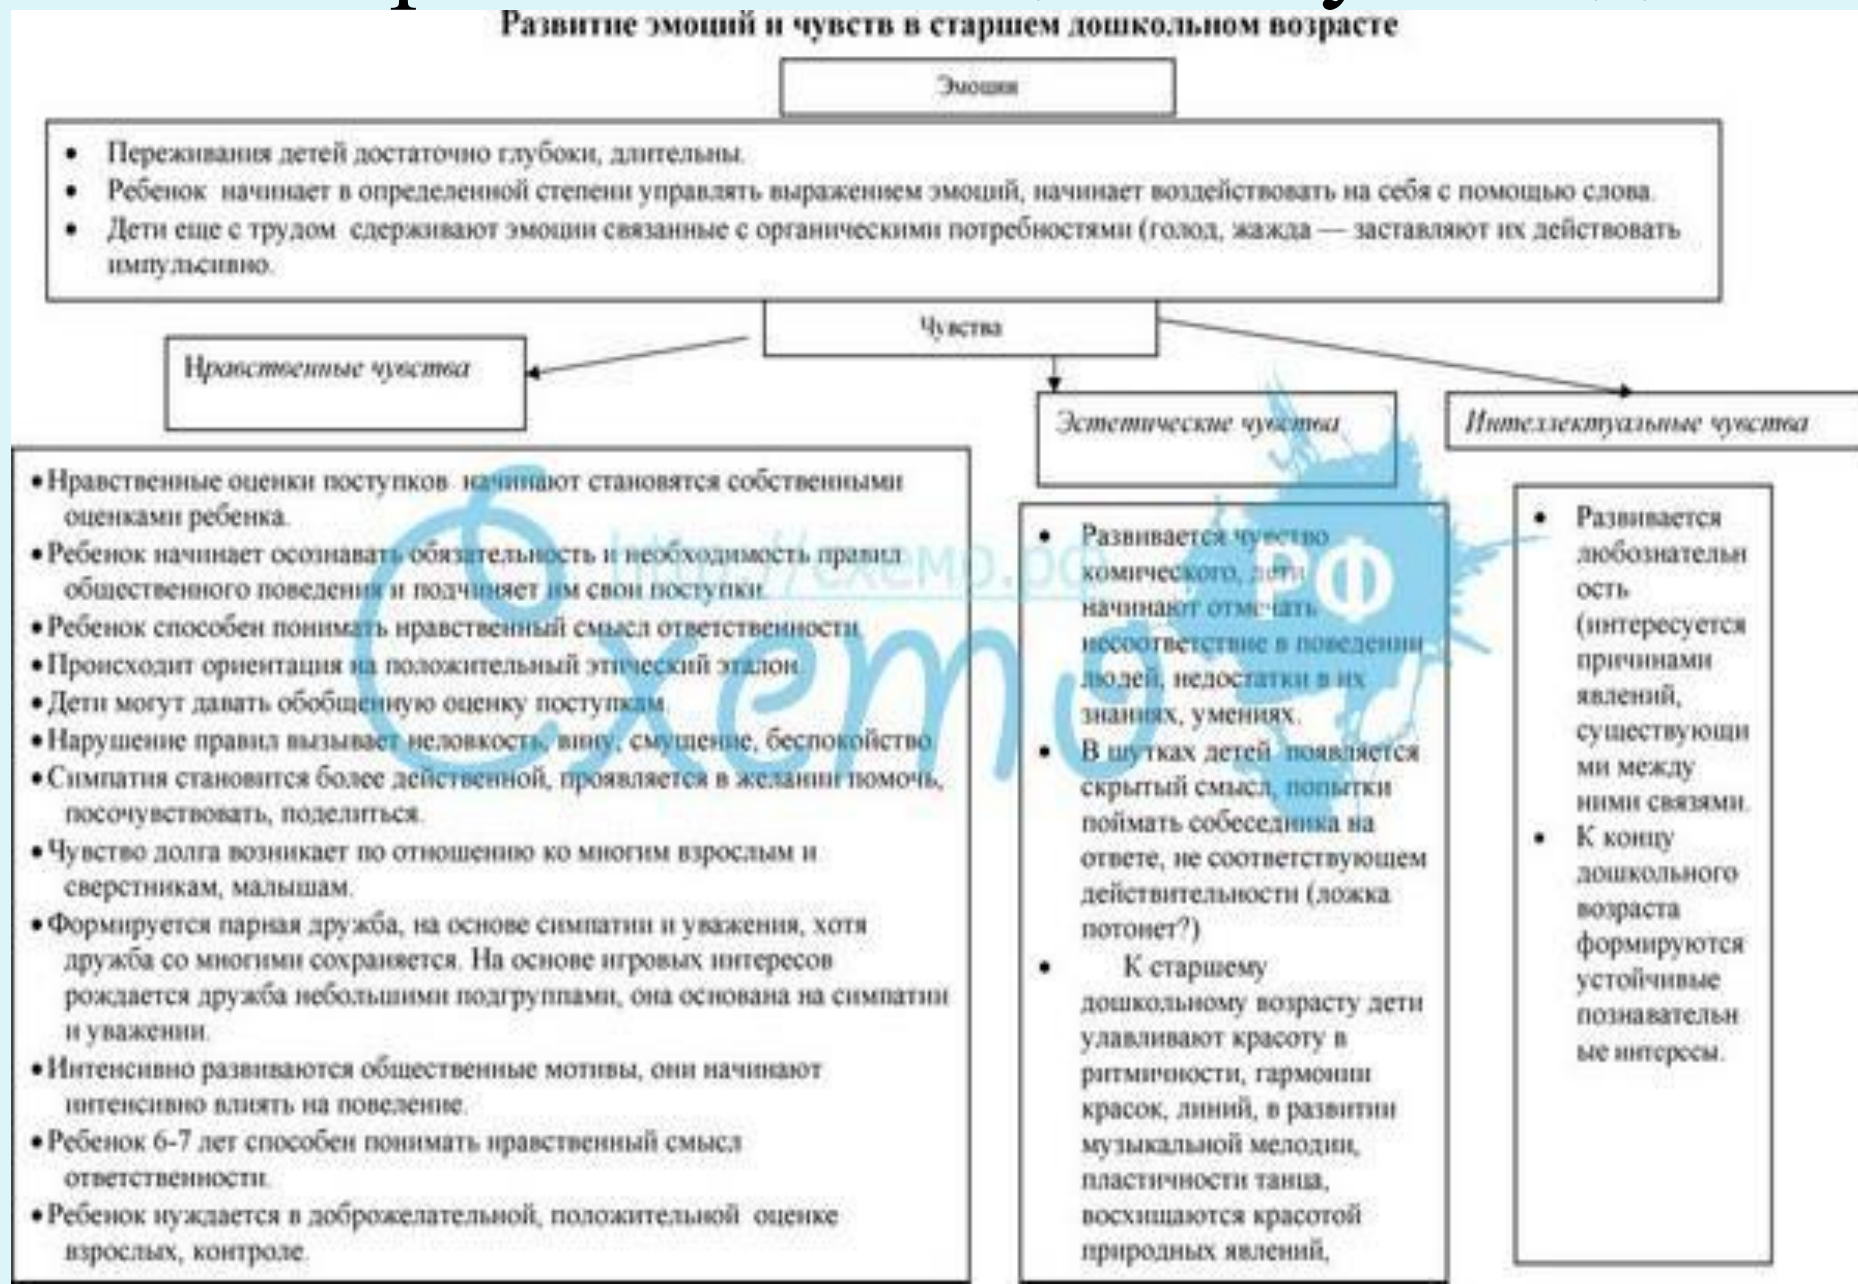 Развитие эмоций и чувств в старшем дошкольном возрасте
Эмоции
• Переживания детей достаточно глубоки, длительны.
• Ребенок начинает в определенной степени управлять выражением эмоций, начинает воздействовать на себя с помощью слова.
• Дети еще с трудом сдерживают эмоции связанные с органическими потребностями (голод, жажда — заставляют их действовать
импульсивно.
Чувства
Нравственные чувства
• Нравственные оценки поступков начинают становятся собственными
оценками ребенка.
• Ребенок начинает осознавать обязательность и необходимость правил
общественного поведения и подчиняет им свои поступки.
• Ребенок способен понимать нравственный смысл ответственности
• Происходит ориентация на положительный этический эталон.
• Дети могут давать обобщенную оценку поступкам.
• Нарушение правил вызывает неловкость, вину, смущение, беспокойство
• Симпатия становится более действенной, проявляется в желании помочь,
посочувствовать, поделиться.
• Чувство долга возникает по отношению ко многим взрослым и
сверстникам, малышам.
• Формируется парная дружба, на основе симпатии и уважения, хотя
дружба со многими сохраняется. На основе игровых интересов
рождается дружба небольшими подгруппами, она основана на симпатии
и уважении.
• Интенсивно развиваются общественные мотивы, они начинают
интенсивно влиять на поведение.
• Ребенок 6-7 лет способен понимать нравственный смысл
ответственности.
• Ребенок нуждается в доброжелательной, положительной оценке
взрослых, контроле.
Эстетические чувства
• Развивается чувство
комического, дети
начинают отмечать
несоответствие в поведении
людей, недостатки в их
знаниях, умениях.
• В шутках детей появляется
скрытый смысл, попытки
поймать собеседника на
ответе, не соответствующем
действительности (ложка
потонет?)
• К старшему
дошкольному возрасту дети
улавливают красоту в
ритмичности, гармонии
красок, линий, в развитии
музыкальной мелодии,
пластичности танца,
восхищаются красотой
природных явлений,
Интеллектуальные чувства
• Развивается
любознательн
ость
(интересуется
причинами
явлений,
существующи
ми между
ними связями.
• К концу
дошкольного
возраста
формируются
устойчивые
познавательн
ые интересы.
http://схемо.рф
Схемо
РФ